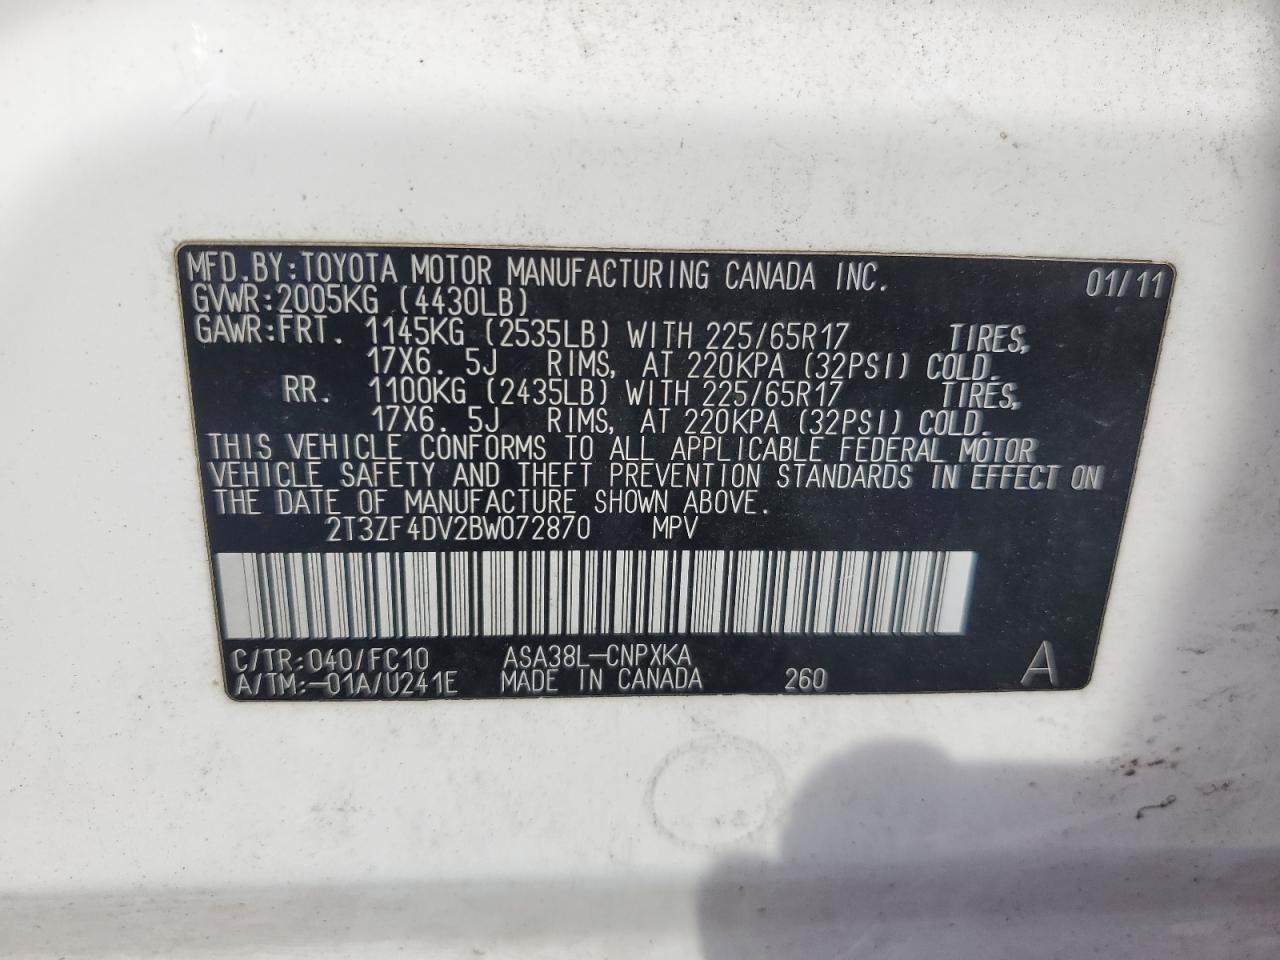 MFD.BY:TOYOTA MOTOR MANUFACTURING CANADA INC. 01/11
GVWR:2005KG (4430LB)
GAWR:FRT. 1145KG (2535LB) WITH 225/65R17 TIRES,
17X6.5J RIMS, AT 220KPA (32PSI) COLD.
RR. 1100KG (2435LB) WITH 225/65R17 TIRES,
17X6.5J RIMS, AT 220KPA (32PSI) COLD.
THIS VEHICLE CONFORMS TO ALL APPLICABLE FEDERAL MOTOR
VEHICLE SAFETY AND THEFT PREVENTION STANDARDS IN EFFECT ON
THE DATE OF MANUFACTURE SHOWN ABOVE.
2T3ZF4DV2BW072870 MPV
C/TR:040/FC10 ASA38L-CNPXKA A
A/TM:-01A/U241E MADE IN CANADA 260